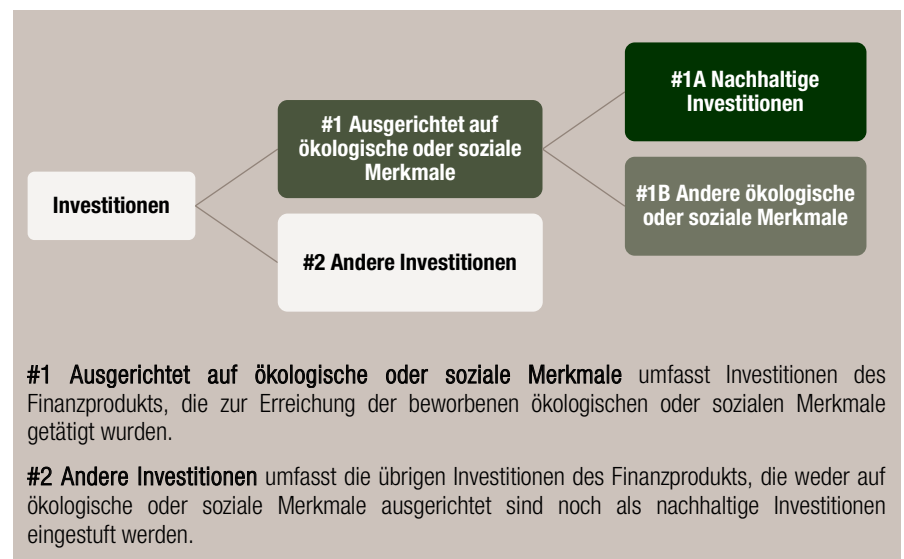 #1A Nachhaltige
Investitionen
#1 Ausgerichtet auf
ökologische oder soziale
Merkmale
#1B Andere ökologische
oder soziale Merkmale
Investitionen
#2 Andere Investitionen
#1 Ausgerichtet auf ökologische oder soziale Merkmale umfasst Investitionen des
Finanzprodukts, die zur Erreichung der beworbenen ökologischen oder sozialen Merkmale
getätigt wurden.
#2 Andere Investitionen umfasst die übrigen Investitionen des Finanzprodukts, die weder auf
ökologische oder soziale Merkmale ausgerichtet sind noch als nachhaltige Investitionen
eingestuft werden.